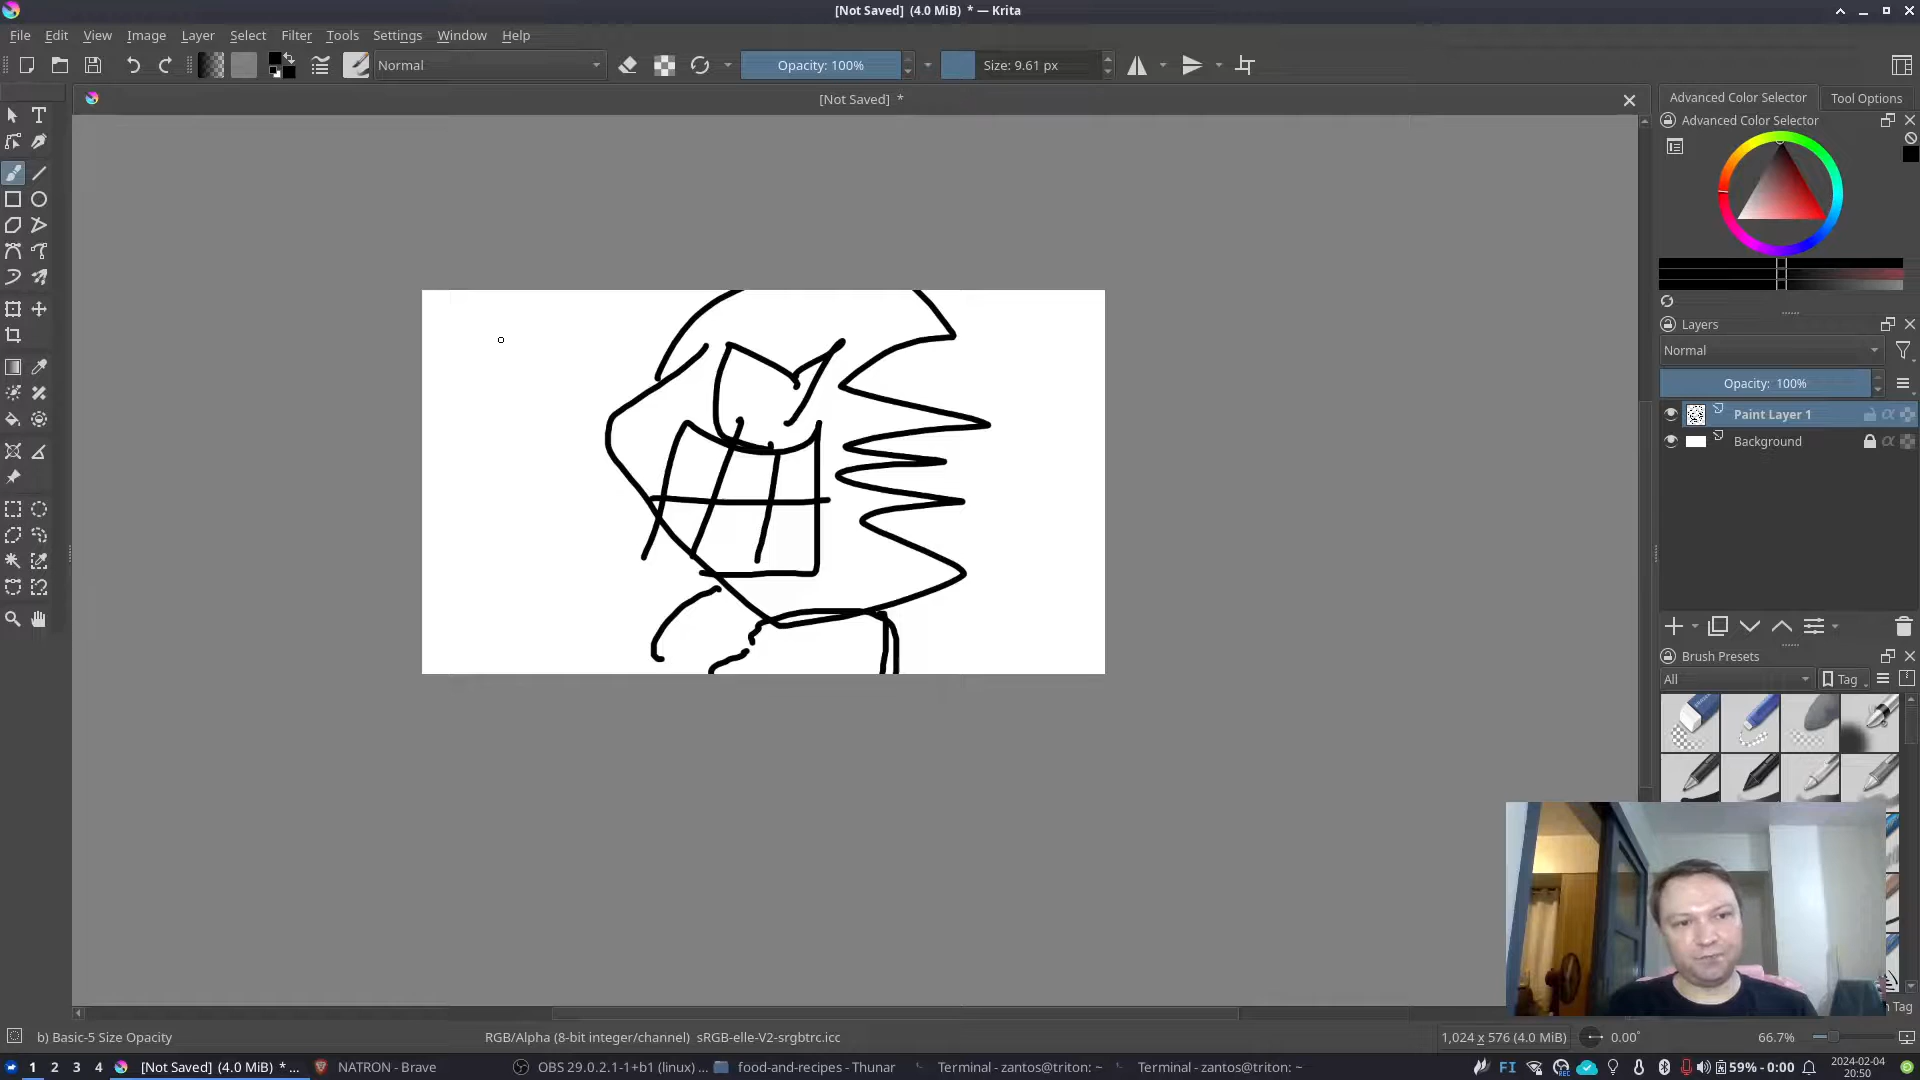 [Not Saved]  (4.0 MiB)  * — Krita
File Edit View Image Select Layer Filter Tools Settings Window Help
Normal
Opacity: 100%
Size: 9.61 px
[Not Saved]  *
Advanced Color Selector
Tool Options
Advanced Color Selector
Layers
Normal
Opacity:  100%
Paint Layer 1
Background
Brush Presets
All
Tag
Tag
b) Basic-5 Size Opacity
RGB/Alpha (8-bit integer/channel)  sRGB-elle-V2-srgbtrc.icc
1,024 x 576 (4.0 MiB)
0.00°
66.7%
1 2 3 4
[Not Saved]  (4.0 MiB)  * ...
NATRON - Brave
OBS 29.0.2.1-1+b1 (linux) ...
food-and-recipes - Thunar
Terminal - zantos@triton: ~
Terminal - zantos@triton: ~
FI
59% - 0:00
2024-02-04
20:50